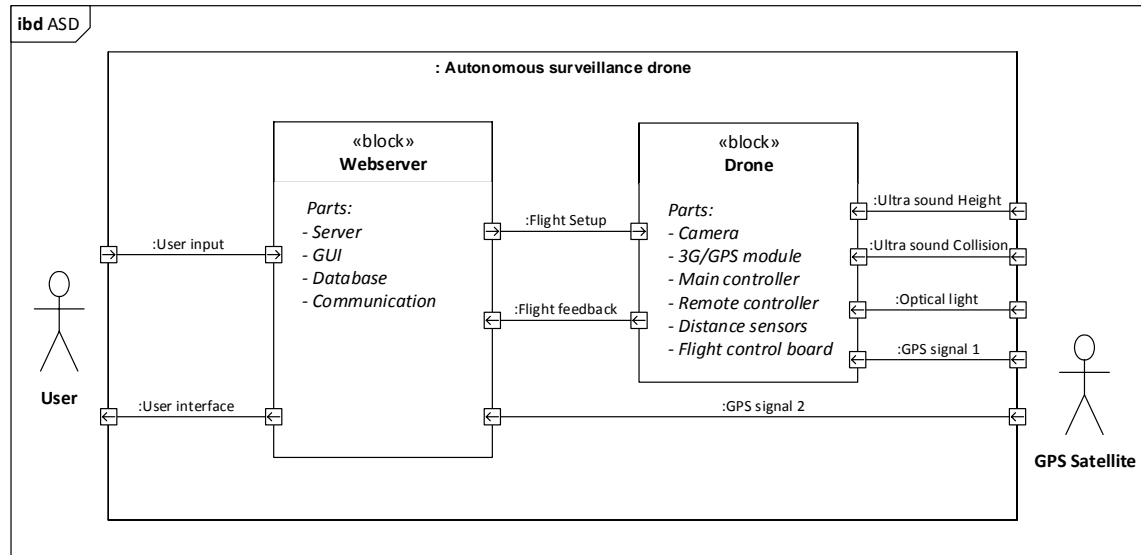 ibd ASD
: Autonomous surveillance drone
«block»
Webserver
Parts:
- Server
- GUI
- Database
- Communication
«block»
Drone
Parts:
- Camera
- 3G/GPS module
- Main controller
- Remote controller
- Distance sensors
- Flight control board
:User input
:User interface
:Flight Setup
:Flight feedback
:Ultra sound Height
:Ultra sound Collision
:Optical light
:GPS signal 1
:GPS signal 2
User
GPS Satellite